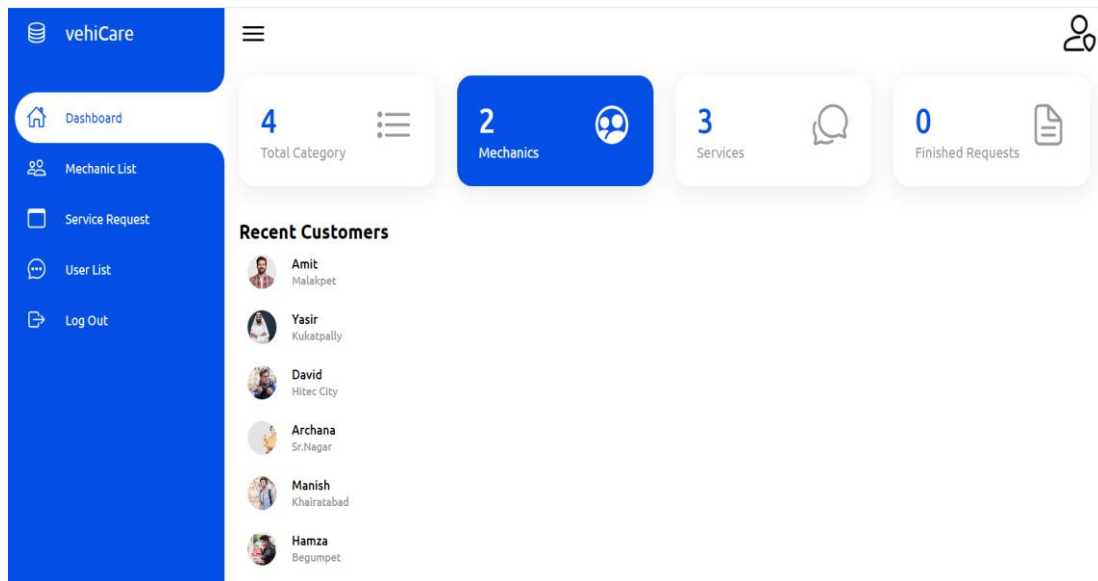 vehiCare
Dashboard
Mechanic List
Service Request
User List
Log Out
4
Total Category
2
Mechanics
3
Services
0
Finished Requests
Recent Customers
Amit
Malakpet
Yasir
Kukatpally
David
Hitec City
Archana
Sr.Nagar
Manish
Khairatabad
Hamza
Begumpet